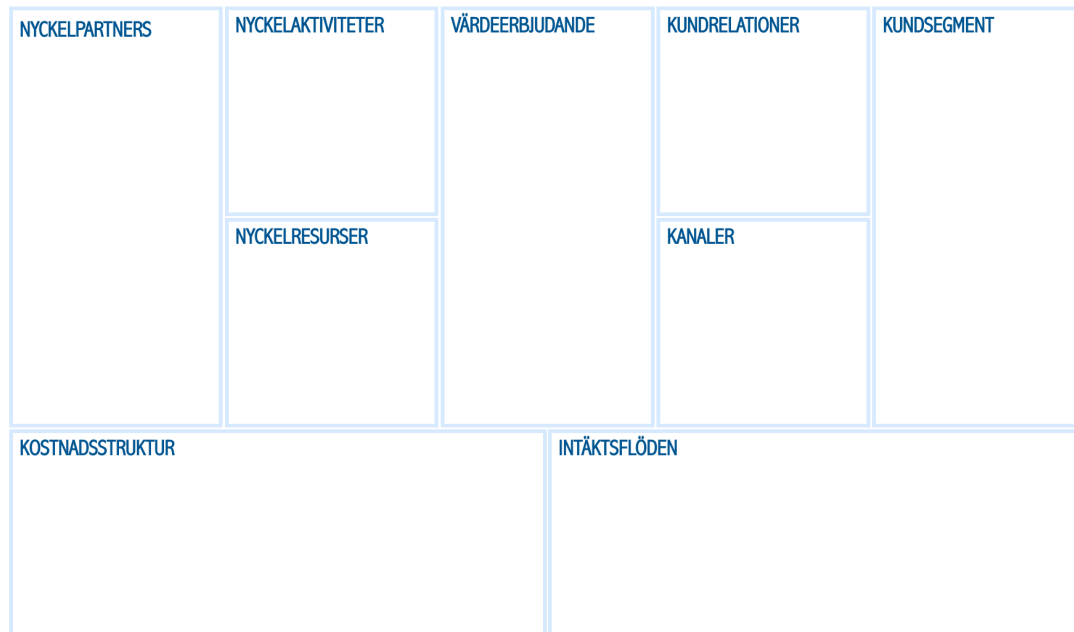 NYCKELPARTNERS
NYCKELAKTIVITETER
VÄRDEERBJUDANDE
KUNDRELATIONER
KUNDSEGMENT
NYCKELRESURSER
KANALER
KOSTNADSSTRUKTUR
INTÄKTSFLÖDEN